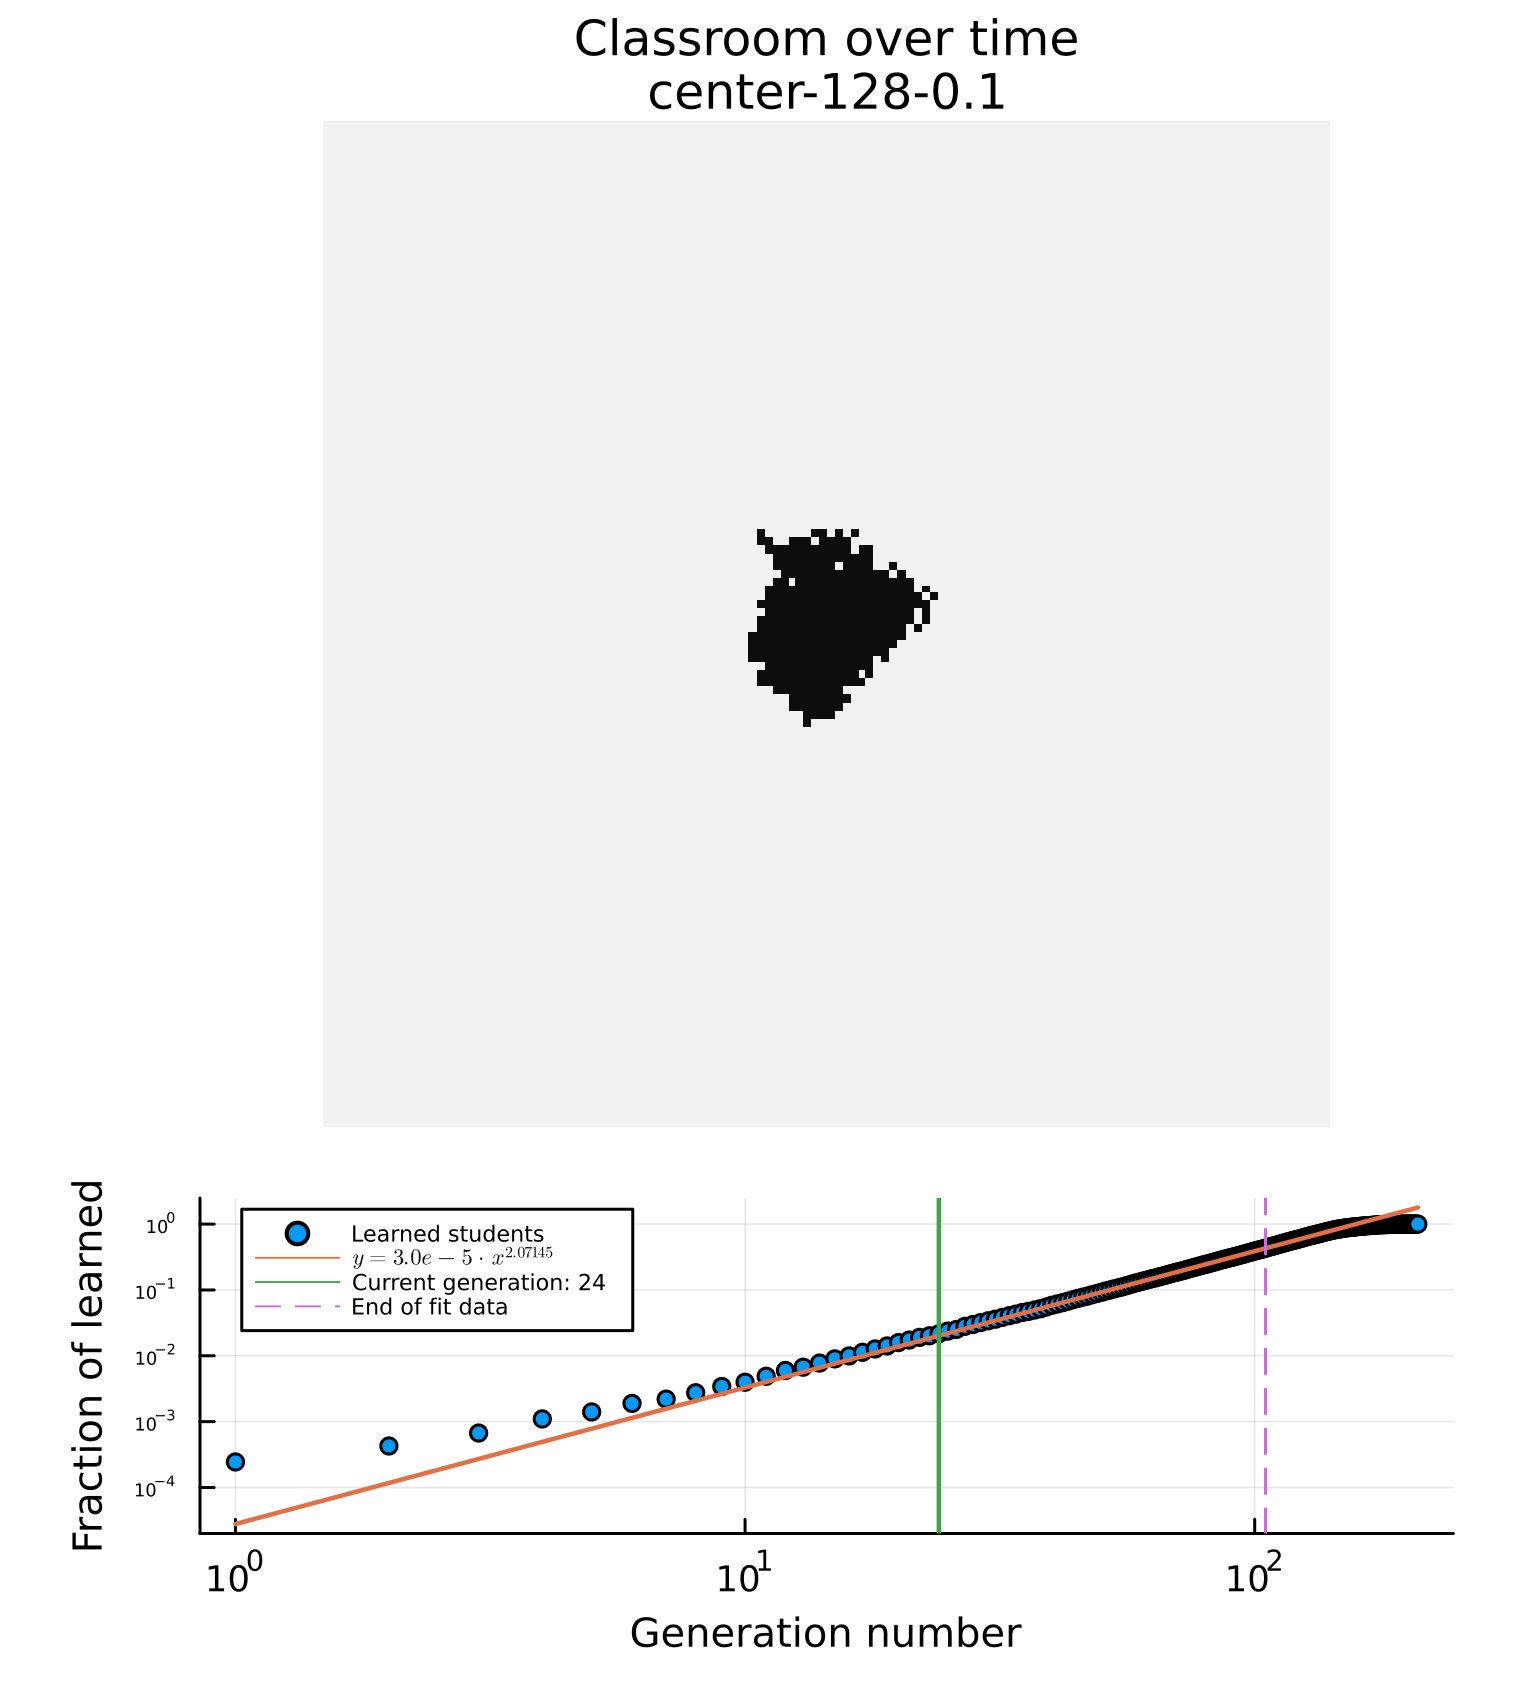 Classroom over time
center-128-0.1
Fraction of learned
10^0
10^-1
10^-2
10^-3
10^-4
Learned students
y = 3.0e − 5 · x^2.07145
Current generation: 24
End of fit data
10^0 10^1 10^2
Generation number